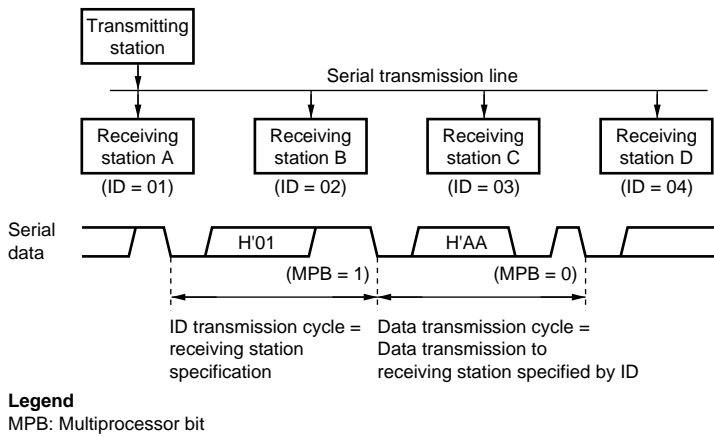 Transmitting
station
Serial transmission line
Receiving
station A
Receiving
station B
Receiving
station C
Receiving
station D
(ID = 01)
(ID = 02)
(ID = 03)
(ID = 04)
Serial
data
H'01
H'AA
(MPB = 1)
(MPB = 0)
ID transmission cycle =
receiving station
specification
Data transmission cycle =
Data transmission to
receiving station specified by ID
Legend
MPB: Multiprocessor bit